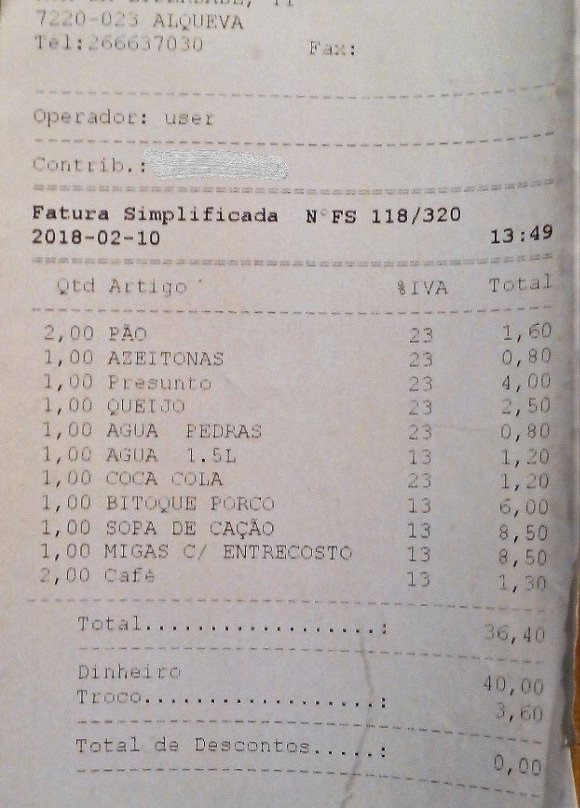 7220-023 ALQUEVA
Tel:266637030 Fax:
Operador: user
Contrib.:
Fatura Simplificada NºFS 118/320
2018-02-10 13:49
Qtd Artigo %IVA Total
2,00 PÃO 23 1,60
1,00 AZEITONAS 23 0,80
1,00 Presunto 23 4,00
1,00 QUEIJO 23 2,50
1,00 AGUA PEDRAS 23 0,80
1,00 AGUA 1.5L 13 1,20
1,00 COCA COLA 23 1,20
1,00 BITOQUE PORCO 13 6,00
1,00 SOPA DE CAÇÃO 13 8,50
1,00 MIGAS C/ ENTRECOSTO 13 8,50
2,00 Café 13 1,30
Total...................: 36,40
Dinheiro 40,00
Troco...................: 3,60
Total de Descontos.....: 0,00